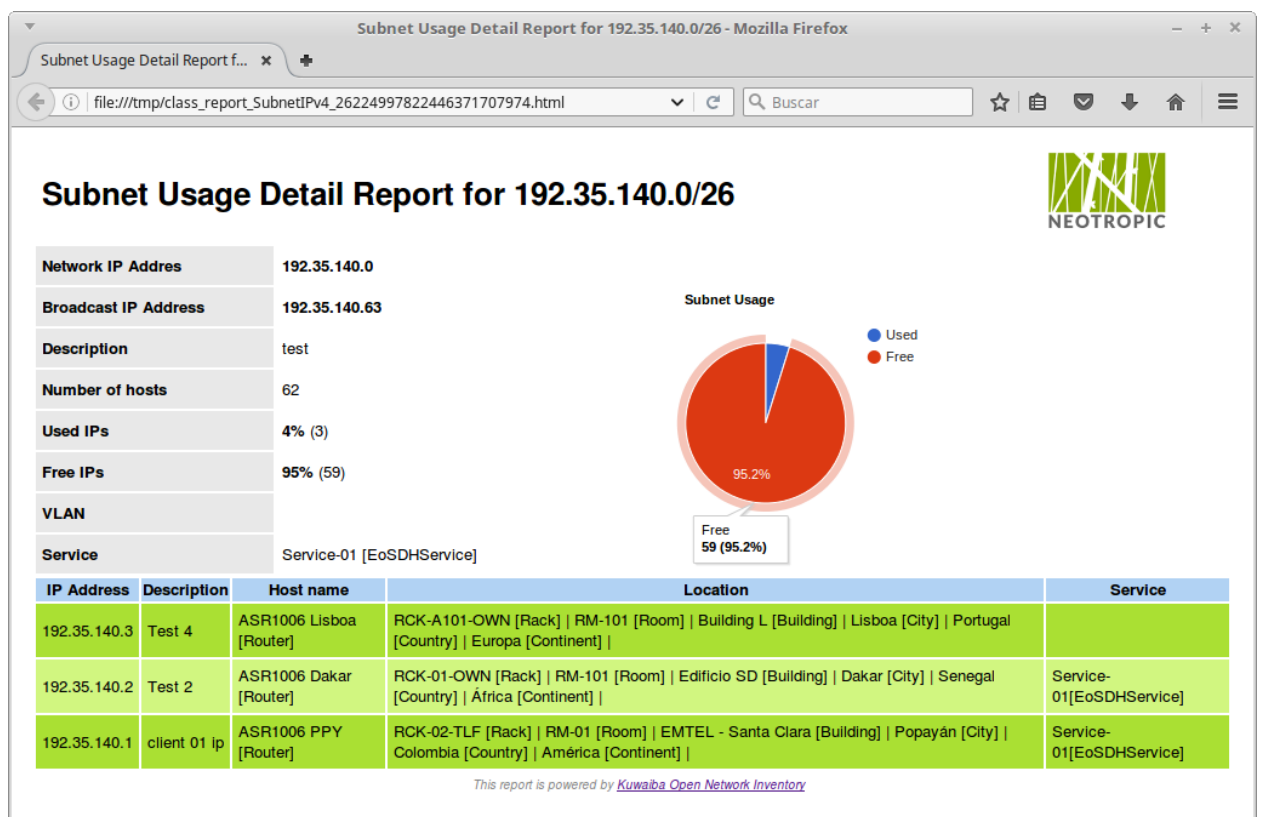 Subnet Usage Detail Report for 192.35.140.0/26 - Mozilla Firefox
Subnet Usage Detail Report f...
file:///tmp/class_report_SubnetIPv4_2622499782244637170​7974.html
Buscar
Subnet Usage Detail Report for 192.35.140.0/26
NEOTROPIC
Network IP Addres 192.35.140.0
Broadcast IP Address 192.35.140.63
Description test
Number of hosts 62
Used IPs 4% (3)
Free IPs 95% (59)
VLAN
Service Service-01 [EoSDHService]
Subnet Usage
Used
Free
95.2%
Free
59 (95.2%)
IP Address Description Host name Location Service
192.35.140.3 Test 4 ASR1006 Lisboa [Router] RCK-A101-OWN [Rack] | RM-101 [Room] | Building L [Building] | Lisboa [City] | Portugal
[Country] | Europa [Continent] |
192.35.140.2 Test 2 ASR1006 Dakar [Router] RCK-01-OWN [Rack] | RM-101 [Room] | Edificio SD [Building] | Dakar [City] | Senegal
[Country] | África [Continent] |
Service-
01[EoSDHService]
192.35.140.1 client 01 ip ASR1006 PPY [Router] RCK-02-TLF [Rack] | RM-01 [Room] | EMTEL - Santa Clara [Building] | Popayán [City] |
Colombia [Country] | América [Continent] |
Service-
01[EoSDHService]
This report is powered by Kuwaiba Open Network Inventory